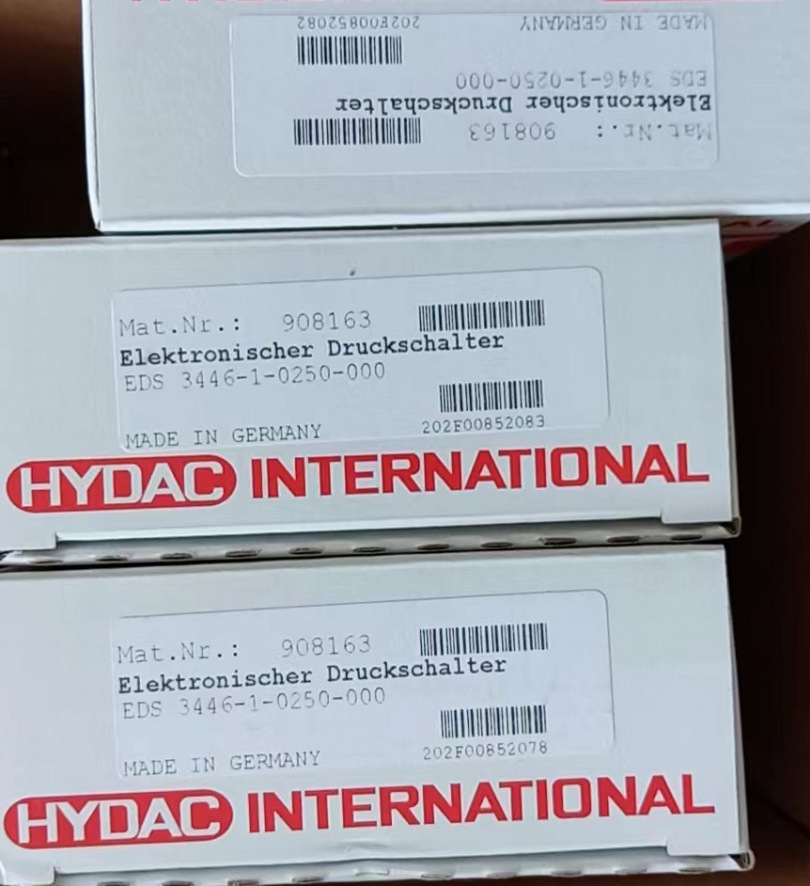 Mat.Nr.: 908163
Elektronischer Druckschalter
EDS 3446-1-0250-000
MADE IN GERMANY 202F00852082
Mat.Nr.: 908163
Elektronischer Druckschalter
EDS 3446-1-0250-000
202F00852083
MADE IN GERMANY
HYDAC INTERNATIONAL
Mat.Nr.: 908163
Elektronischer Druckschalter
EDS 3446-1-0250-000
202F00852078
MADE IN GERMANY
HYDAC INTERNATIONAL